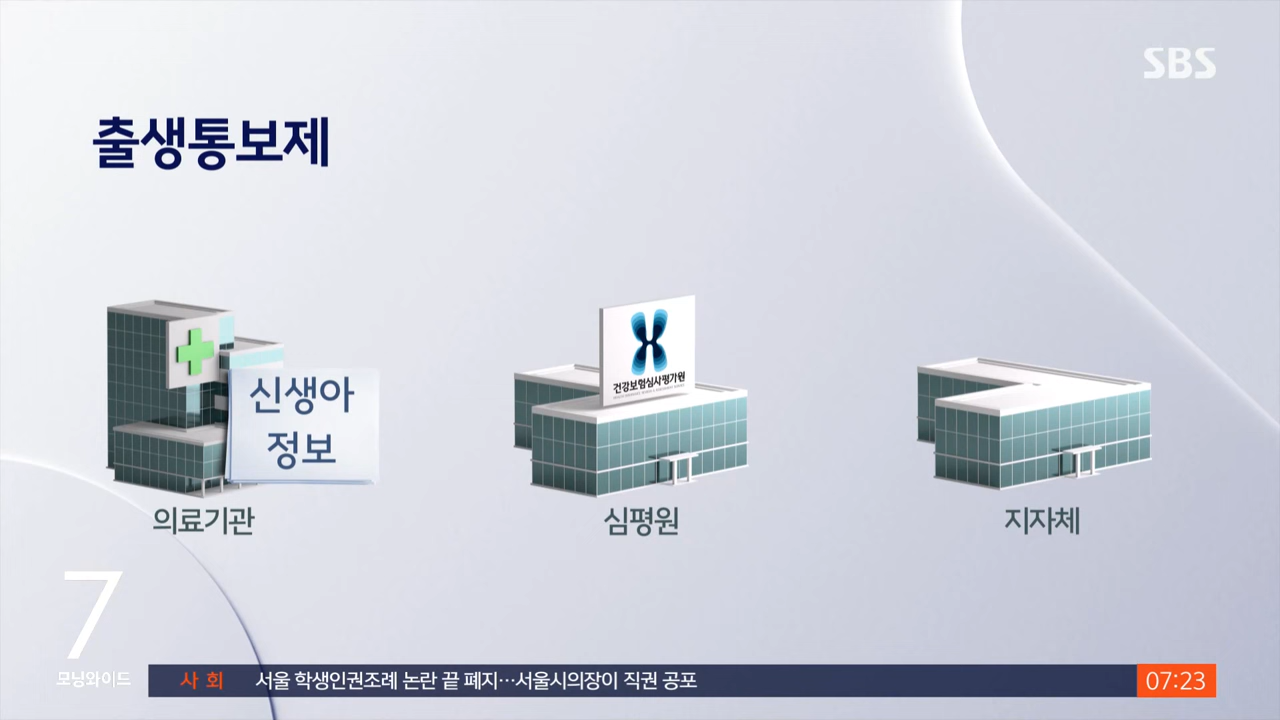 SBS
출생통보제
신생아
정보
건강보험심사평가원
의료기관
심평원
지자체
7
모닝와이드
사 회
서울 학생인권조례 논란 끝 폐지…서울시의장이 직권 공포
07:23